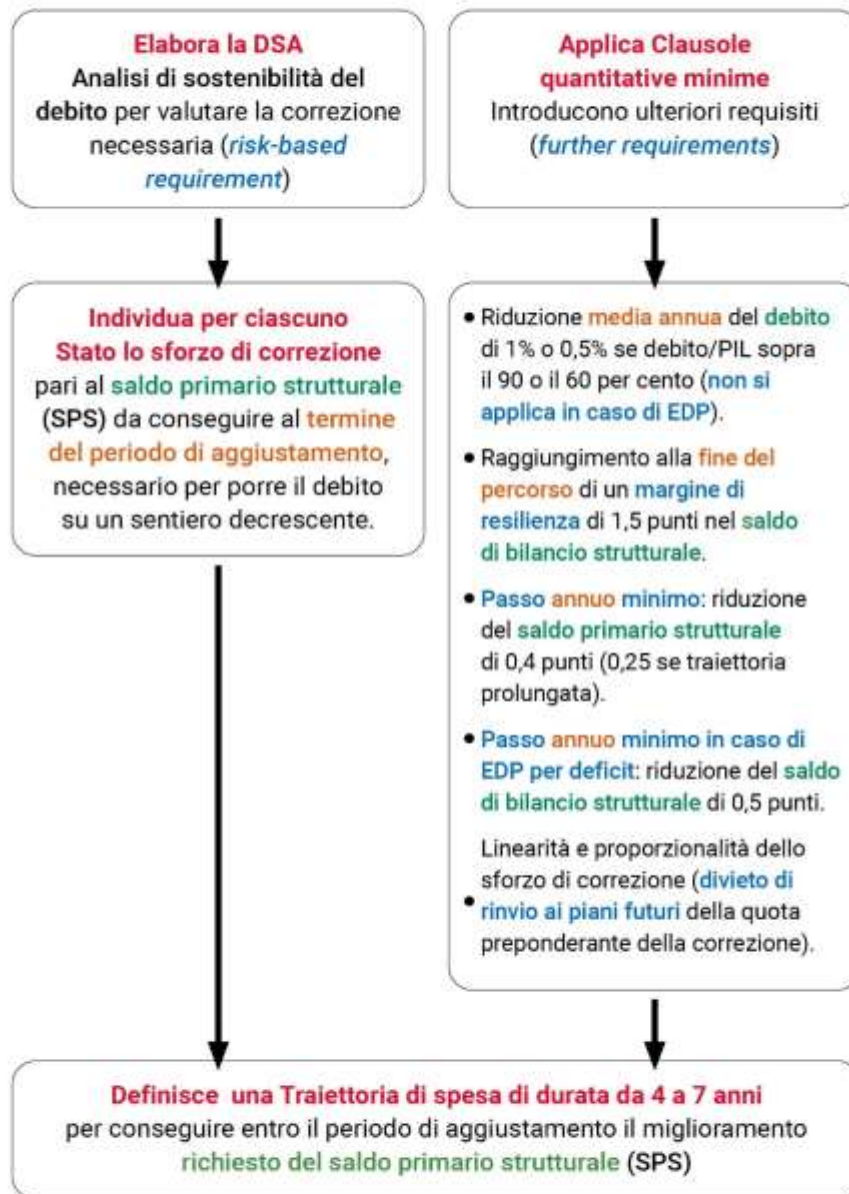 Elabora la DSA
Analisi di sostenibilità del
debito per valutare la correzione
necessaria (risk-based
requirement)
Applica Clausole
quantitative minime
Introducono ulteriori requisiti
(further requirements)
Individua per ciascuno
Stato lo sforzo di correzione
pari al saldo primario strutturale
(SPS) da conseguire al termine
del periodo di aggiustamento,
necessario per porre il debito
su un sentiero decrescente.
• Riduzione media annua del debito
di 1% o 0,5% se debito/PIL sopra
il 90 o il 60 per cento (non si
applica in caso di EDP).
• Raggiungimento alla fine del
percorso di un margine di
resilienza di 1,5 punti nel saldo
di bilancio strutturale.
• Passo annuo minimo: riduzione
del saldo primario strutturale
di 0,4 punti (0,25 se traiettoria
prolungata).
• Passo annuo minimo in caso di
EDP per deficit: riduzione del saldo
di bilancio strutturale di 0,5 punti.
Linearità e proporzionalità dello
sforzo di correzione (divieto di
• rinvio ai piani futuri della quota
preponderante della correzione).
Definisce una Traiettoria di spesa di durata da 4 a 7 anni
per conseguire entro il periodo di aggiustamento il miglioramento
richiesto del saldo primario strutturale (SPS)